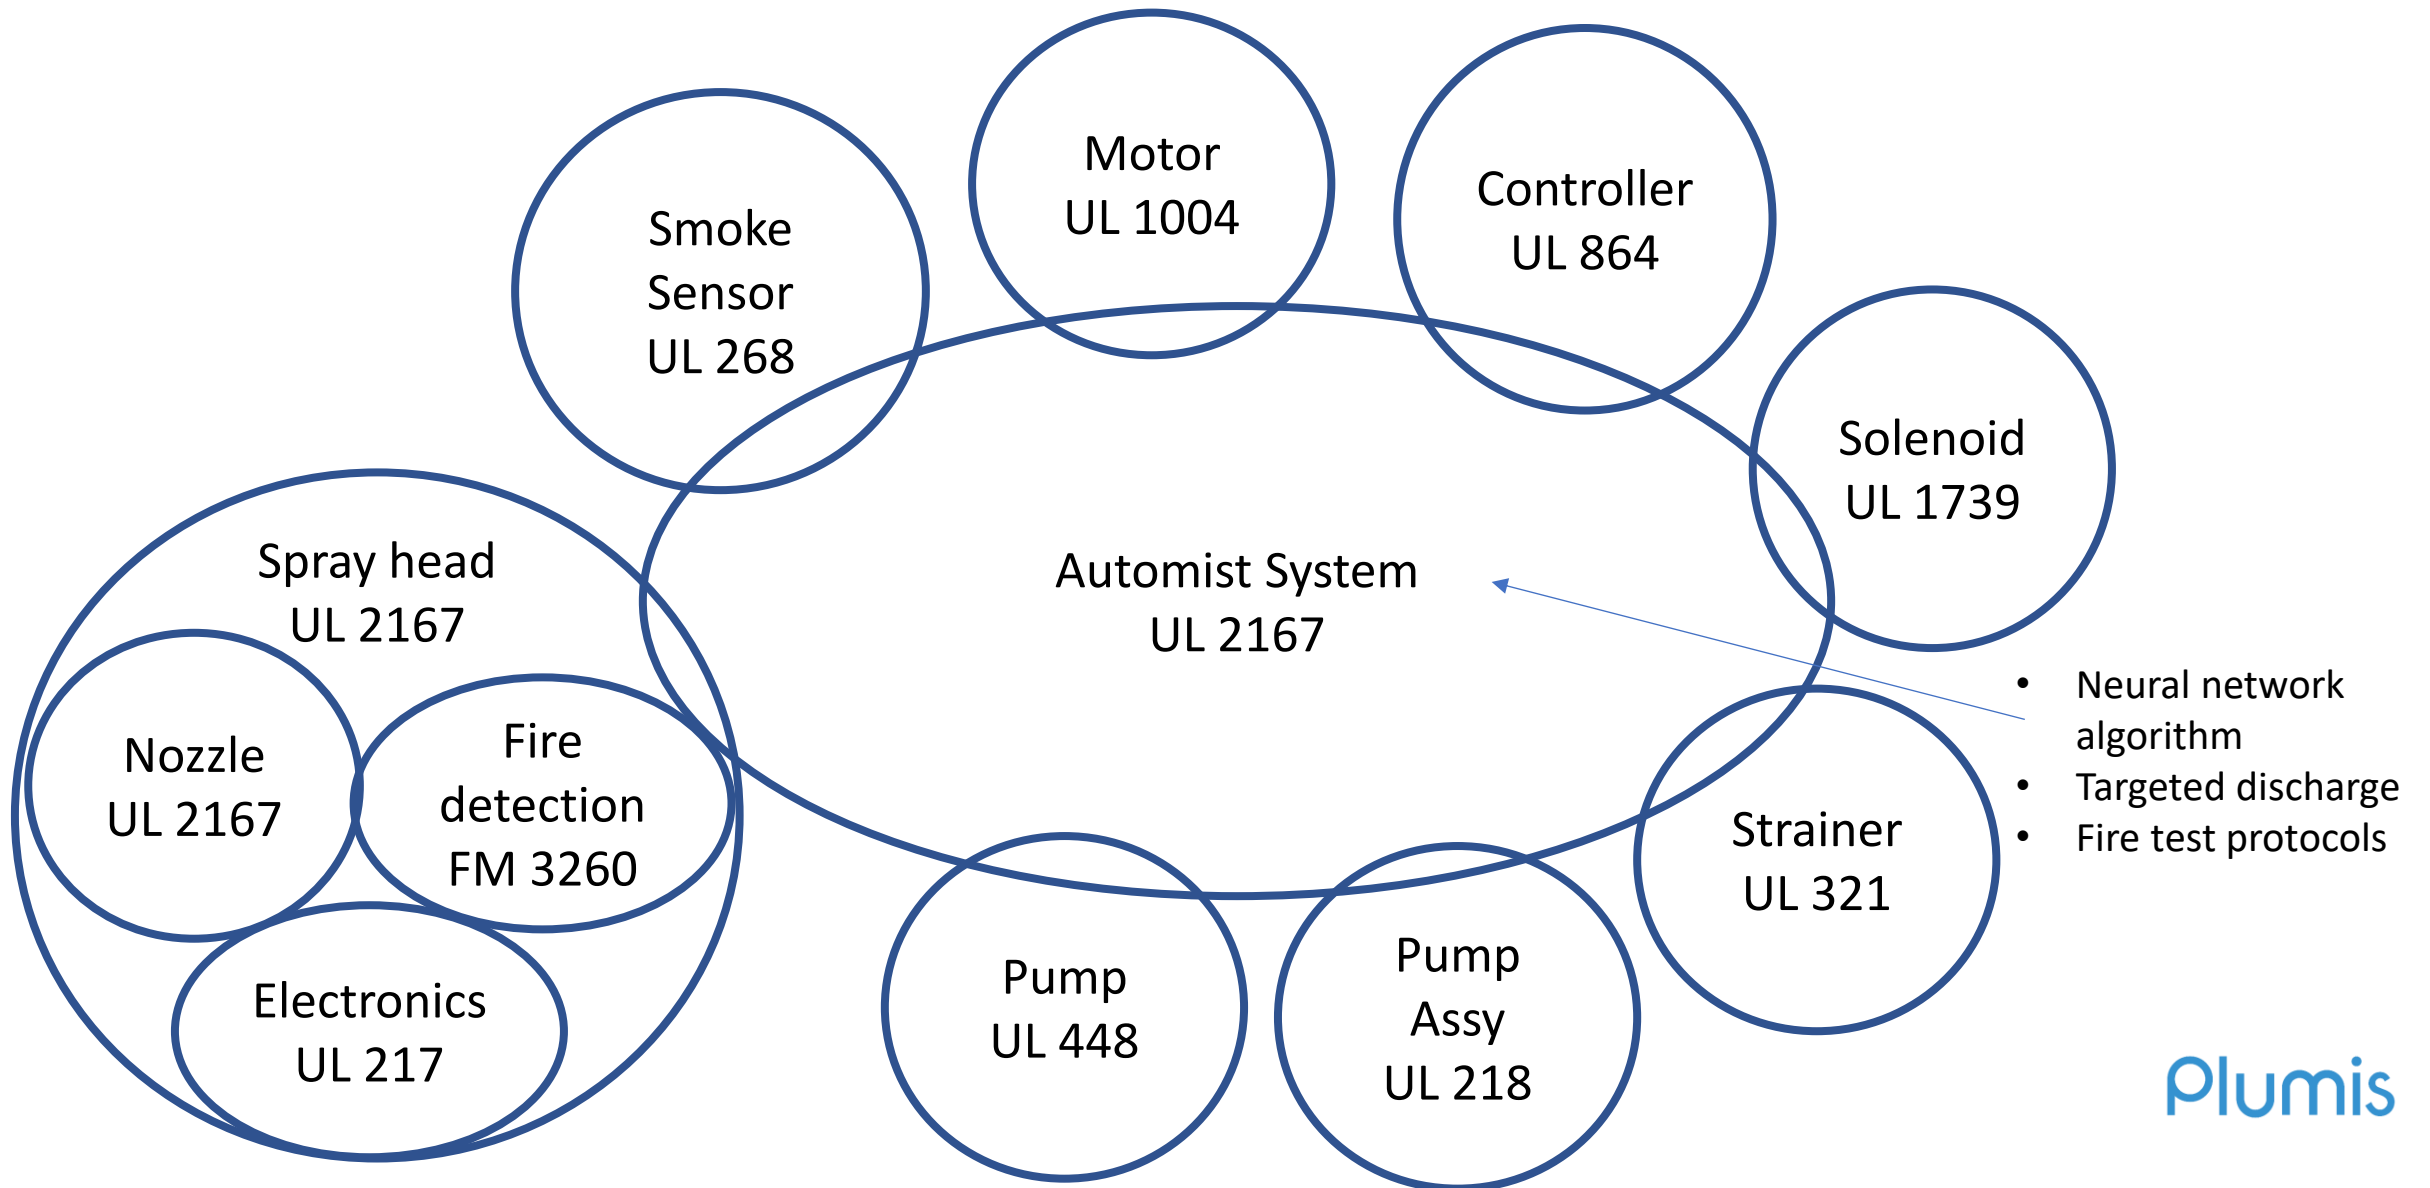 Motor
UL 1004
Controller
UL 864
Smoke
Sensor
UL 268
Solenoid
UL 1739
Spray head
UL 2167
Automist System
UL 2167
Nozzle
UL 2167
Fire
detection
FM 3260
Electronics
UL 217
• Neural network
algorithm
• Targeted discharge
• Fire test protocols
Strainer
UL 321
Pump
UL 448
Pump
Assy
UL 218
plumis